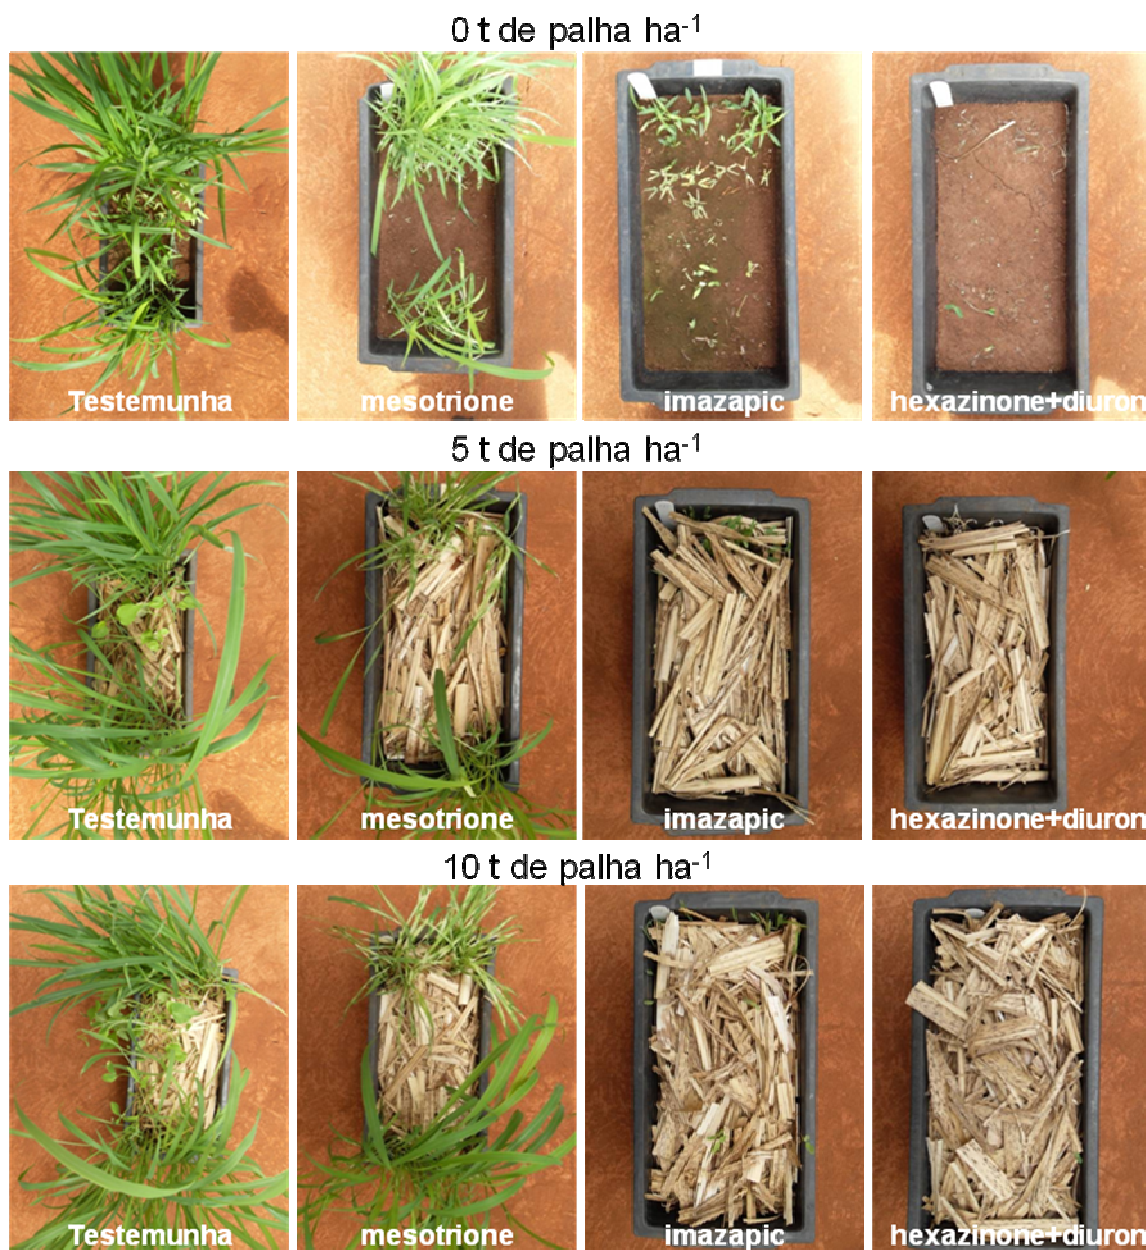 0 t de palha ha-1
Testemunha mesotrione imazapic hexazinone+diuron
5 t de palha ha-1
Testemunha mesotrione imazapic hexazinone+diuron
10 t de palha ha-1
Testemunha mesotrione imazapic hexazinone+diuron